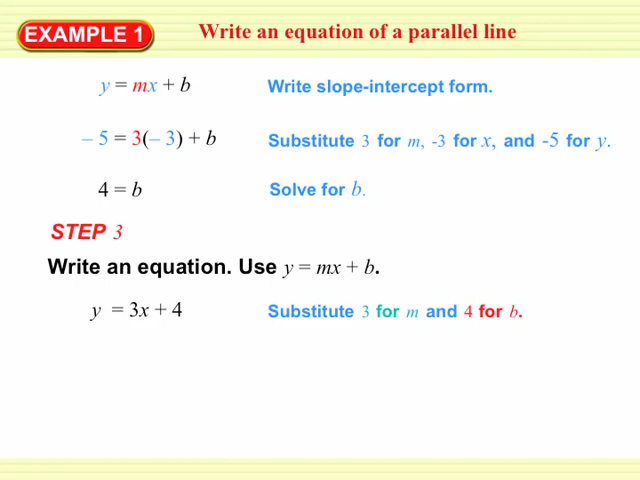 EXAMPLE 1 Write an equation of a parallel line
y = mx + b Write slope-intercept form.
– 5 = 3(– 3) + b Substitute 3 for m, -3 for x, and -5 for y.
4 = b Solve for b.
STEP 3
Write an equation. Use y = mx + b.
y = 3x + 4 Substitute 3 for m and 4 for b.